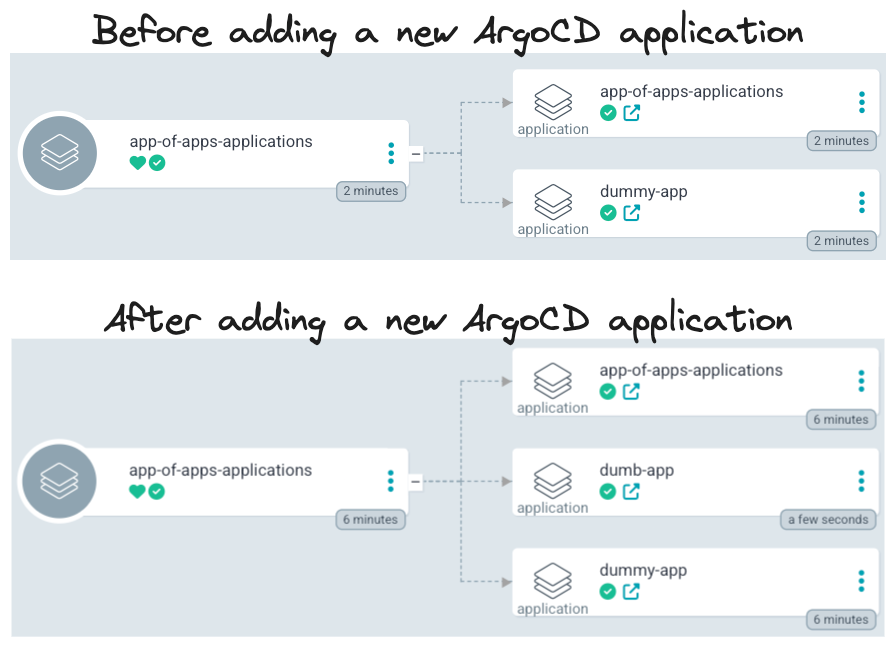 Before adding a new ArgoCD application
app-of-apps-applications
2 minutes
app-of-apps-applications
application
2 minutes
dummy-app
application
2 minutes
After adding a new ArgoCD application
app-of-apps-applications
6 minutes
app-of-apps-applications
application
6 minutes
dumb-app
application
a few seconds
dummy-app
application
6 minutes